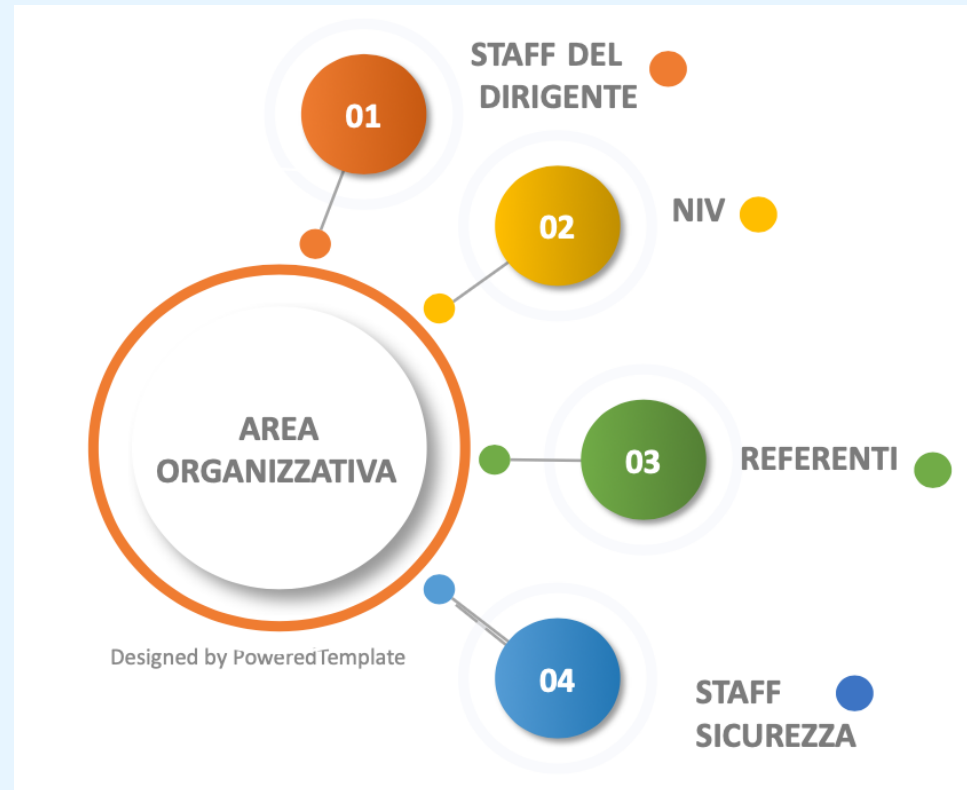 01
STAFF DEL
DIRIGENTE
02
NIV
AREA
ORGANIZZATIVA
03
REFERENTI
Designed by PoweredTemplate
04
STAFF
SICUREZZA